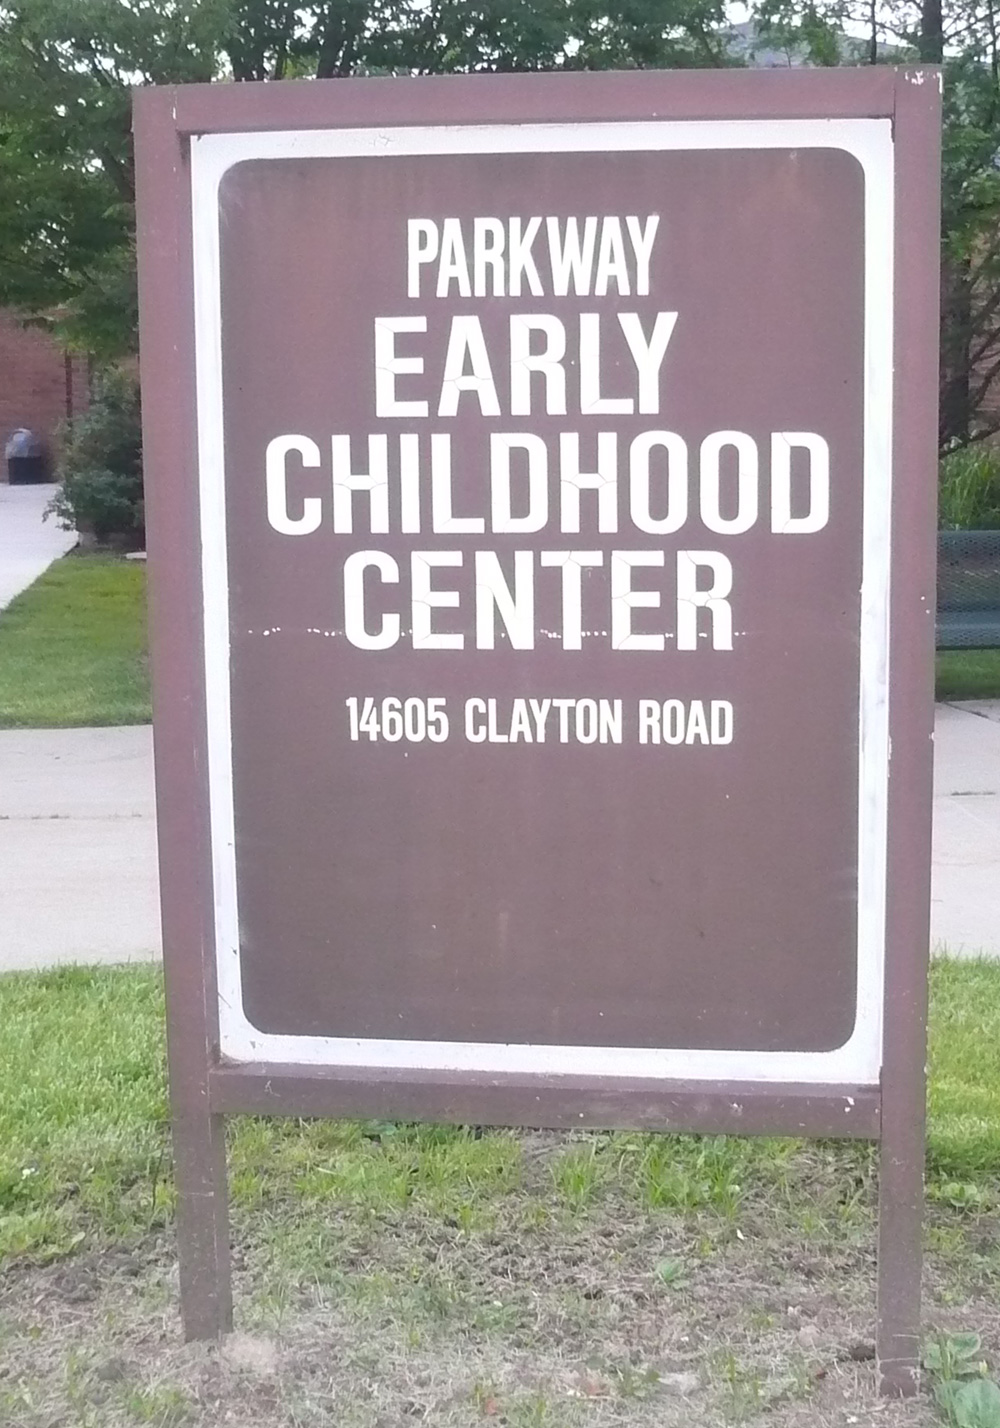 PARKWAY
EARLY
CHILDHOOD
CENTER
14605 CLAYTON ROAD